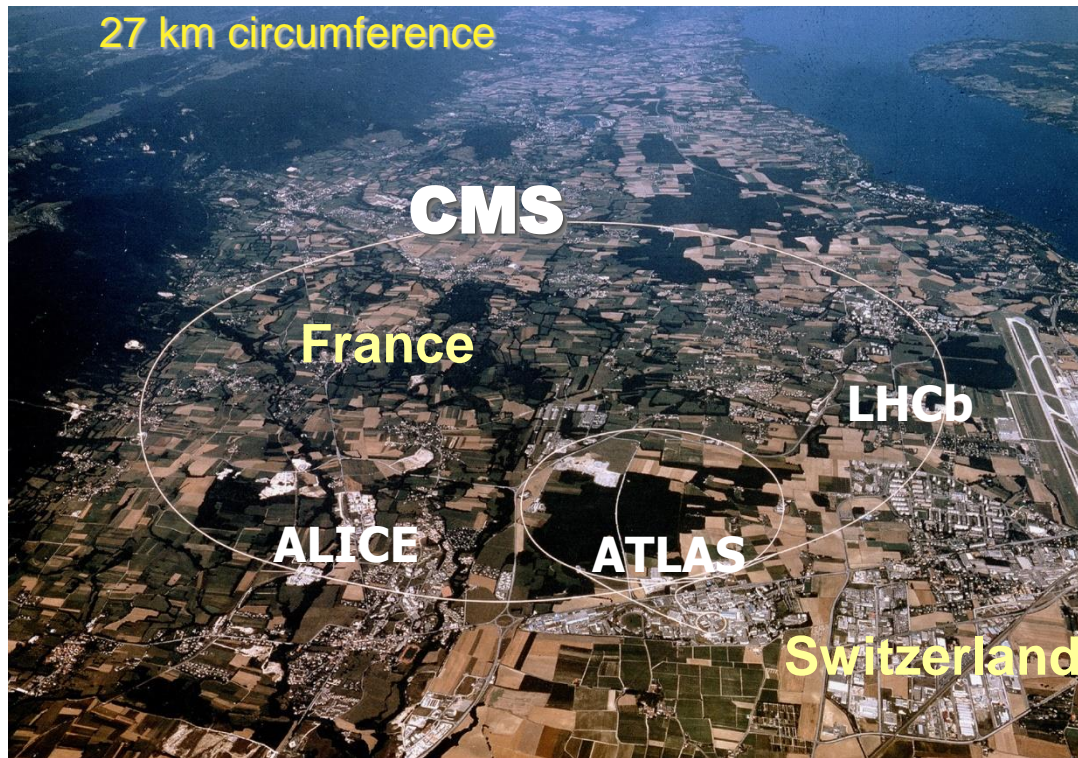 27 km circumference
CMS
France
LHCb
ALICE
ATLAS
Switzerland